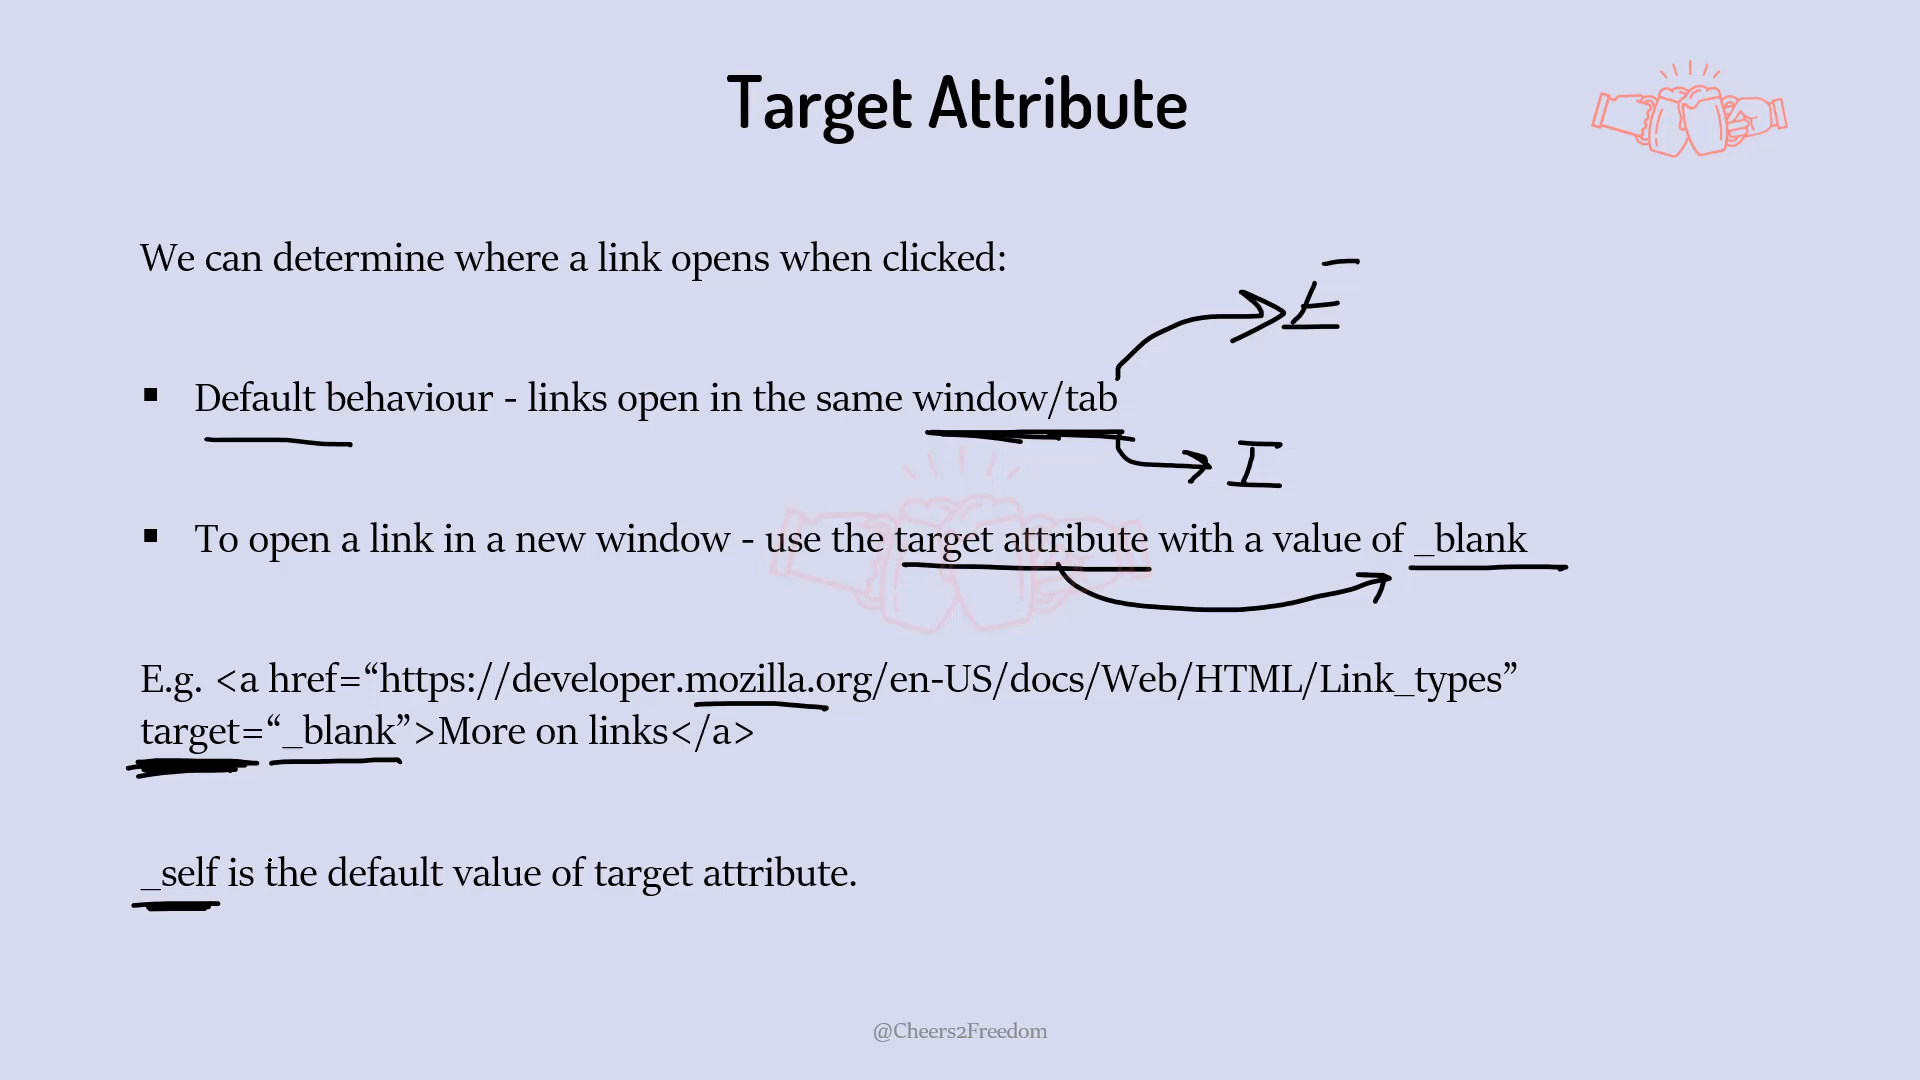 Target Attribute
We can determine where a link opens when clicked:
E
▪ Default behaviour - links open in the same window/tab
I
▪ To open a link in a new window - use the target attribute with a value of _blank
E.g. <a href=“https://developer.mozilla.org/en-US/docs/Web/HTML/Link_types”
target=“_blank”>More on links</a>
_self is the default value of target attribute.
@Cheers2Freedom